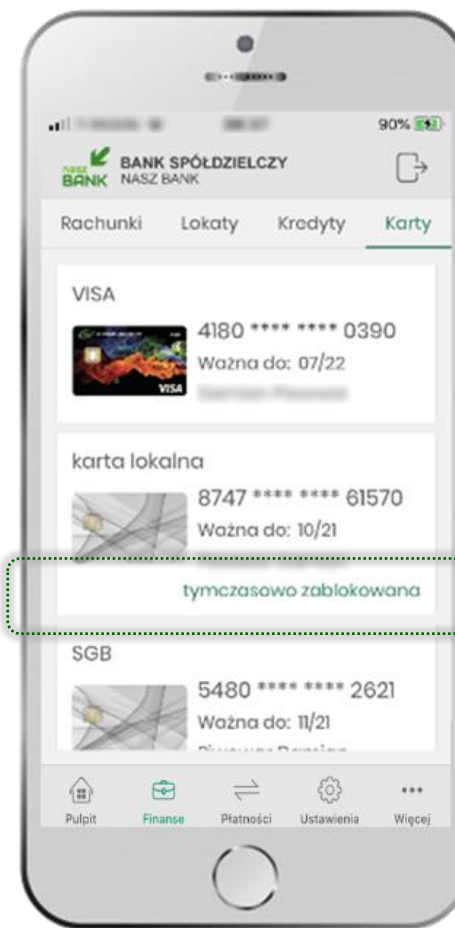 90%
nasz BANK
BANK SPÓŁDZIELCZY
NASZ BANK
Rachunki Lokaty Kredyty Karty
VISA
4180 **** **** 0390
Ważna do: 07/22
VISA
karta lokalna
8747 **** **** 61570
Ważna do: 10/21
tymczasowo zablokowana
SGB
5480 **** **** 2621
Ważna do: 11/21
Pulpit Finanse Płatności Ustawienia Więcej